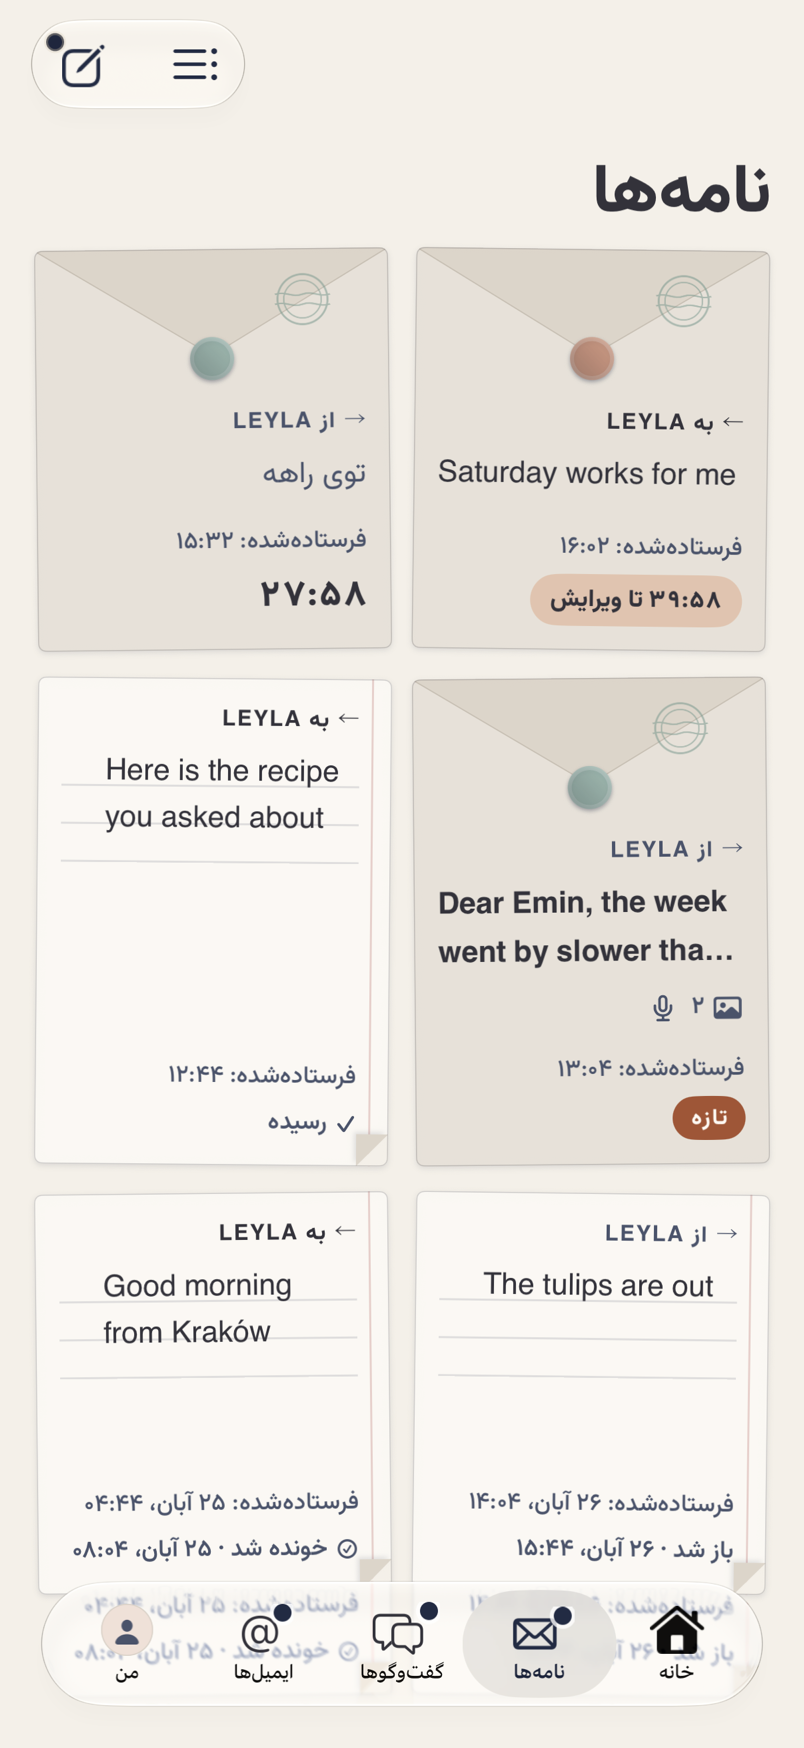 نامه‌ها
← به LEYLA
Saturday works for me
فرستاده‌شده: ۱۶:۰۲
۳۹:۵۸ تا ویرایش
→ از LEYLA
توی راهه
فرستاده‌شده: ۱۵:۳۲
۲۷:۵۸
→ از LEYLA
Dear Emin, the week
went by slower tha…
۲
فرستاده‌شده: ۱۳:۰۴
تازه
← به LEYLA
Here is the recipe
you asked about
فرستاده‌شده: ۱۲:۴۴
رسیده
→ از LEYLA
The tulips are out
فرستاده‌شده: ۲۶ آبان، ۱۴:۰۴
باز شد · ۲۶ آبان، ۱۵:۴۴
← به LEYLA
Good morning
from Kraków
فرستاده‌شده: ۲۵ آبان، ۰۴:۴۴
خونده شد · ۲۵ آبان، ۰۸:۰۴
خانه
نامه‌ها
گفت‌وگوها
ایمیل‌ها
من